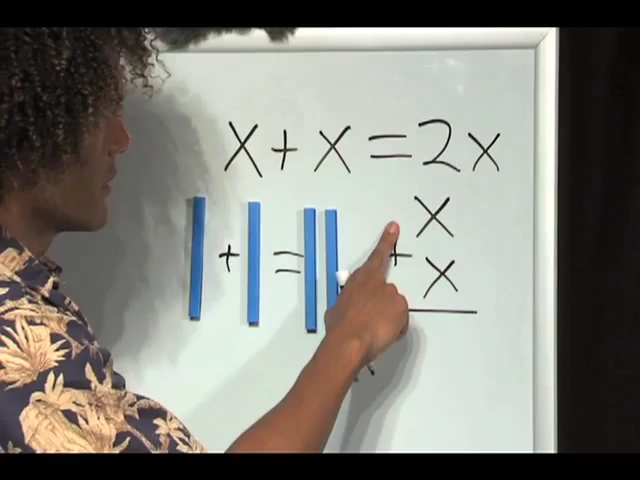 x + x = 2x
+ =
x
+ x